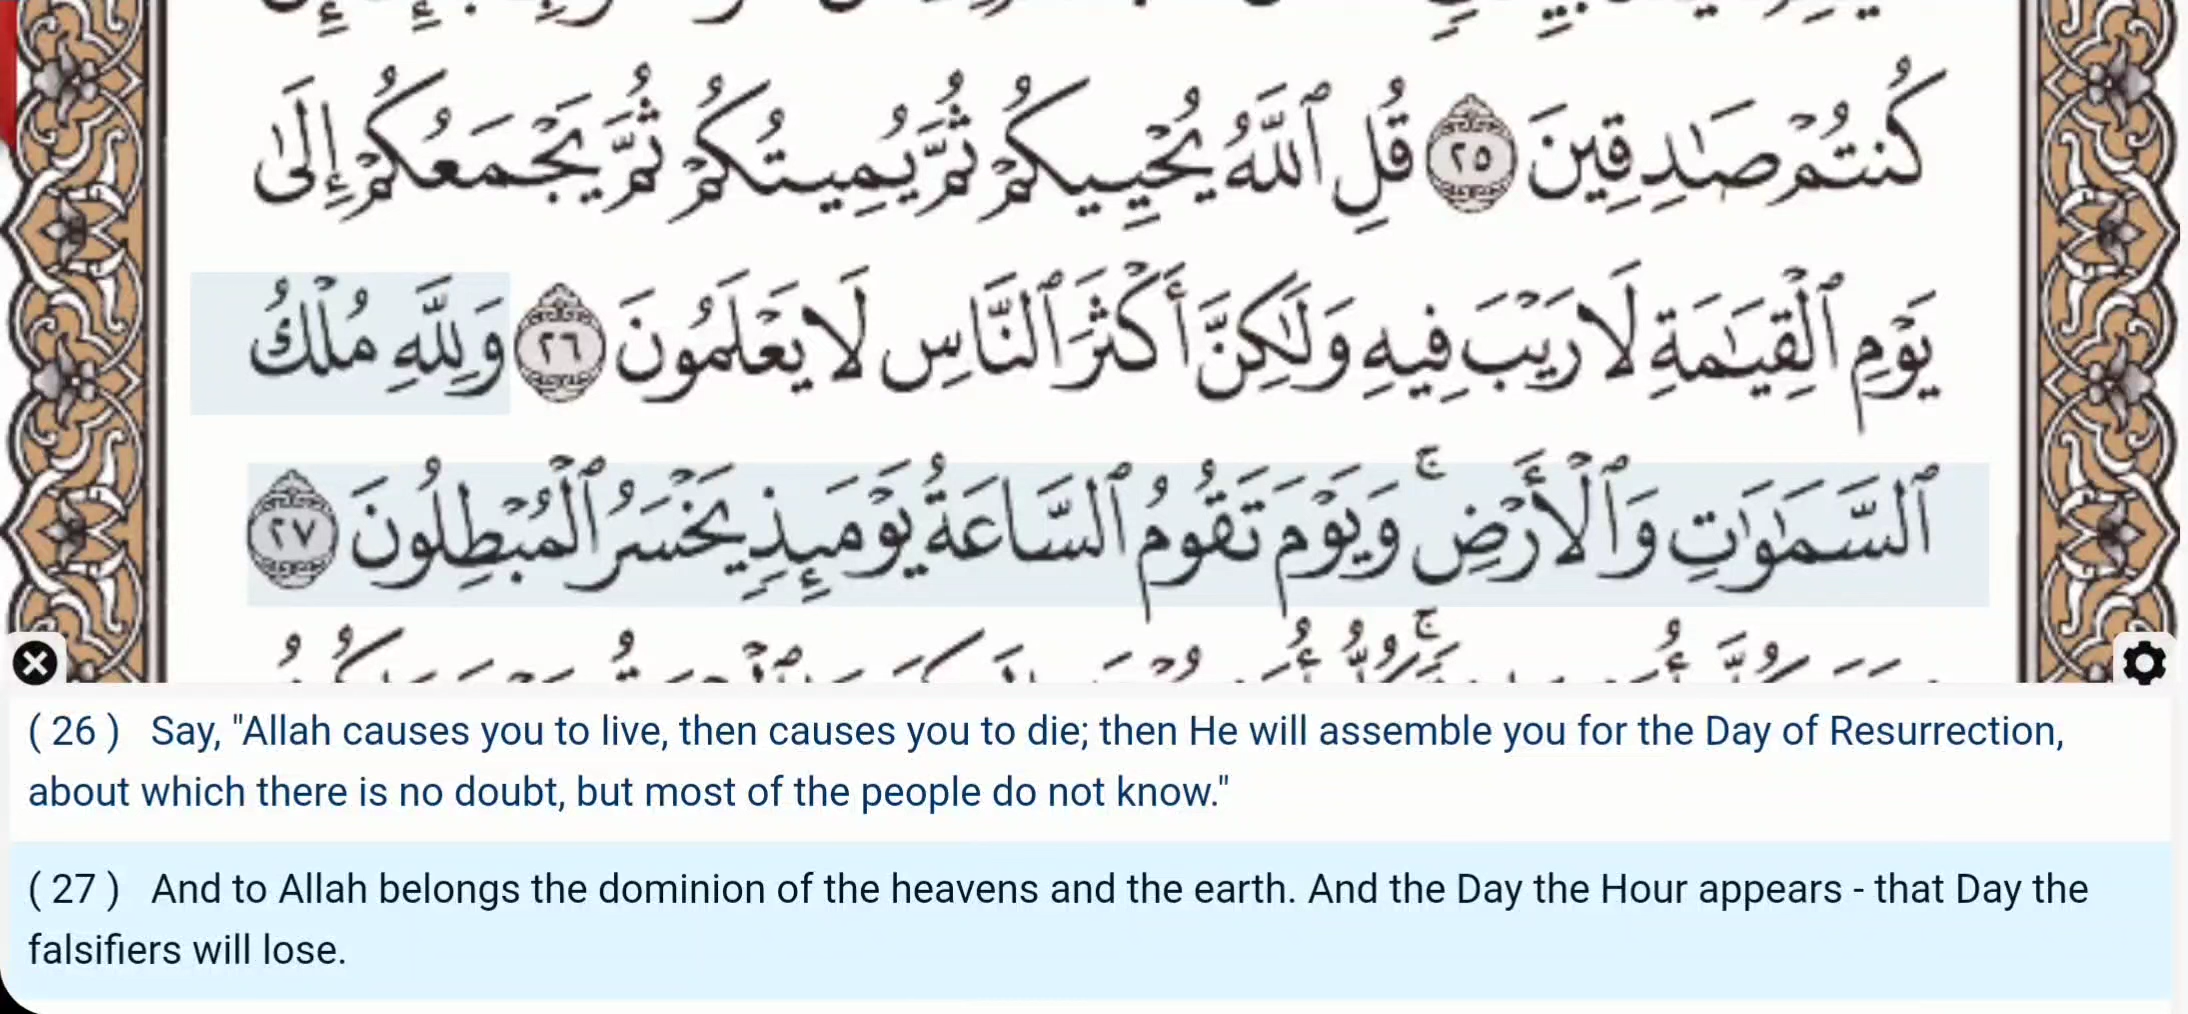 كُنتُمْ صَـٰدِقِينَ ٢٥ قُلِ ٱللَّهُ يُحْيِيكُمْ ثُمَّ يُمِيتُكُمْ ثُمَّ يَجْمَعُكُمْ إِلَىٰ
يَوْمِ ٱلْقِيَـٰمَةِ لَا رَيْبَ فِيهِ وَلَـٰكِنَّ أَكْثَرَ ٱلنَّاسِ لَا يَعْلَمُونَ ٢٦ وَلِلَّهِ مُلْكُ
ٱلسَّمَـٰوَٰتِ وَٱلْأَرْضِ ۚ وَيَوْمَ تَقُومُ ٱلسَّاعَةُ يَوْمَئِذٍ يَخْسَرُ ٱلْمُبْطِلُونَ ٢٧
( 26 ) Say, "Allah causes you to live, then causes you to die; then He will assemble you for the Day of Resurrection,
about which there is no doubt, but most of the people do not know."
( 27 ) And to Allah belongs the dominion of the heavens and the earth. And the Day the Hour appears - that Day the
falsifiers will lose.